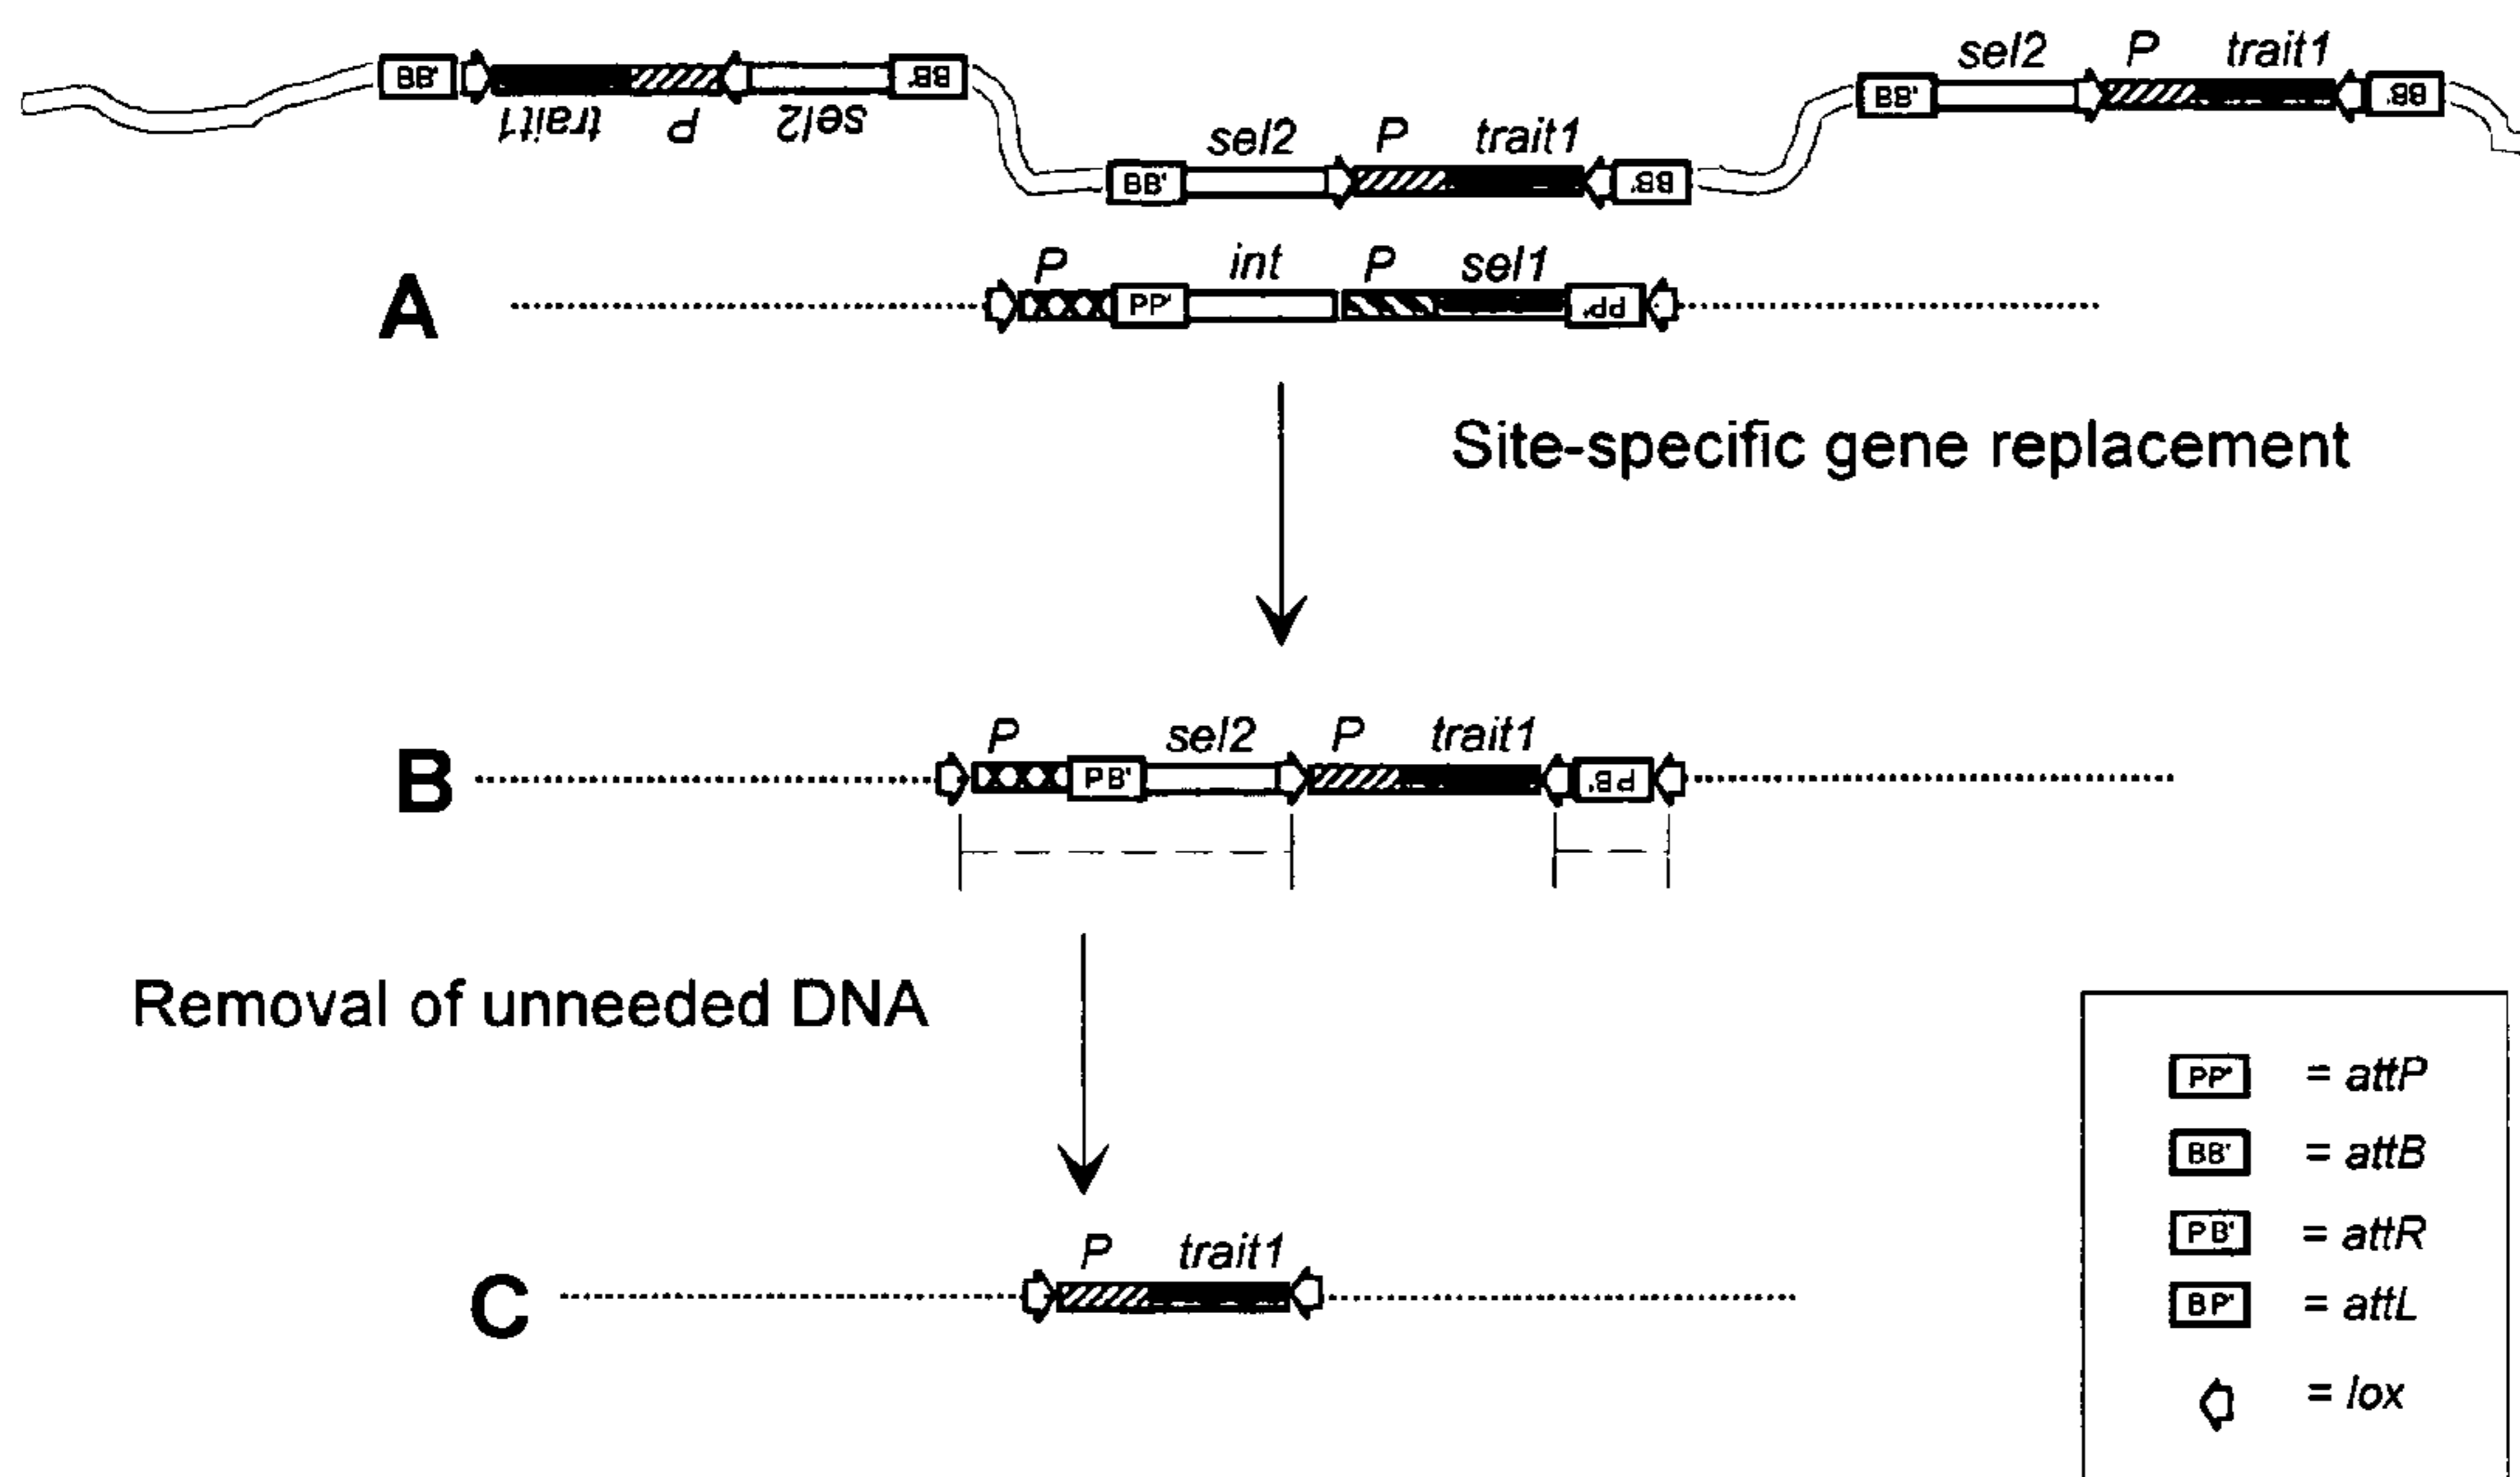 sel2 P trait1
BB' BB' BB' BB'
trait1 P sel2
sel2 P trait1
BB' BB'
P int P sel1
A PP' PP'
Site-specific gene replacement
P sel2 P trait1
B PB' PB'
Removal of unneeded DNA
P trait1
C
PP' = attP
BB' = attB
PB' = attR
BP' = attL
= lox